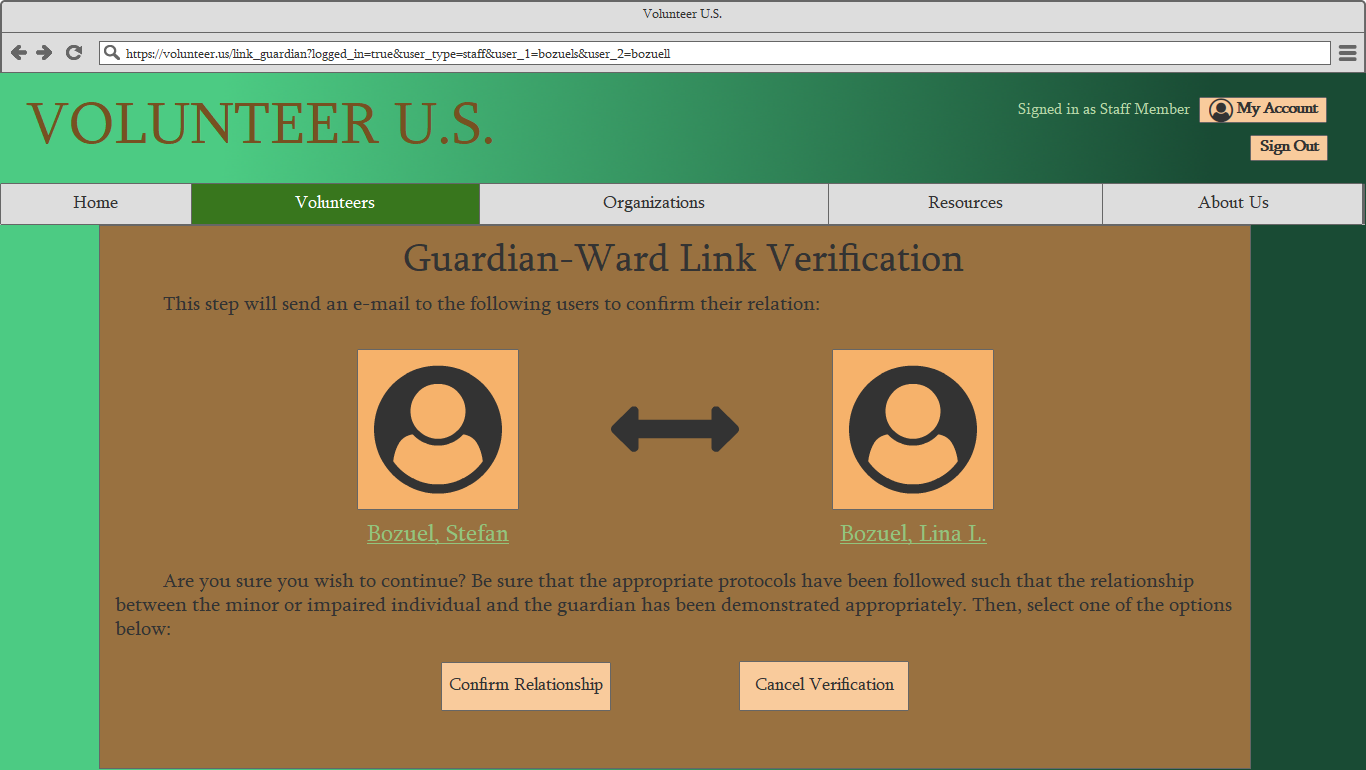 Volunteer U.S.
https://volunteer.us/link_guardian?logged_in=true&user_type=staff&user_1=bozuels&user_2=bozuell
VOLUNTEER U.S.
Signed in as Staff Member
My Account
Sign Out
Home
Volunteers
Organizations
Resources
About Us
Guardian-Ward Link Verification
This step will send an e-mail to the following users to confirm their relation:
Bozuel, Stefan
Bozuel, Lina L.
Are you sure you wish to continue? Be sure that the appropriate protocols have been followed such that the relationship
between the minor or impaired individual and the guardian has been demonstrated appropriately. Then, select one of the options
below:
Confirm Relationship
Cancel Verification